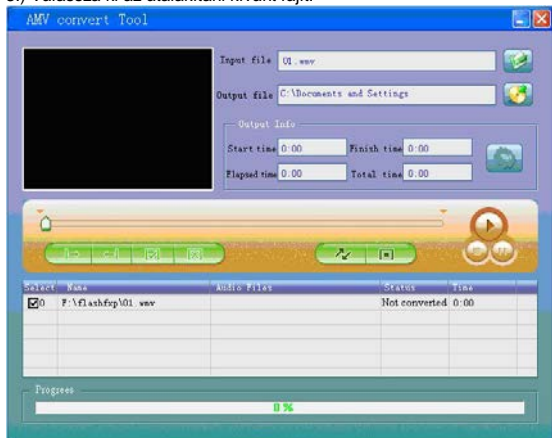 AMV convert Tool
Input file 01.wmv
Output file C:\Documents and Settings
Output Info
Start time 0:00 Finish time 0:00
Elapsed time 0:00 Total time 0:00
Select Name Audio Files Status Time
0 F:\flashfxp\01.wmv Not converted 0:00
Progrees
0 %